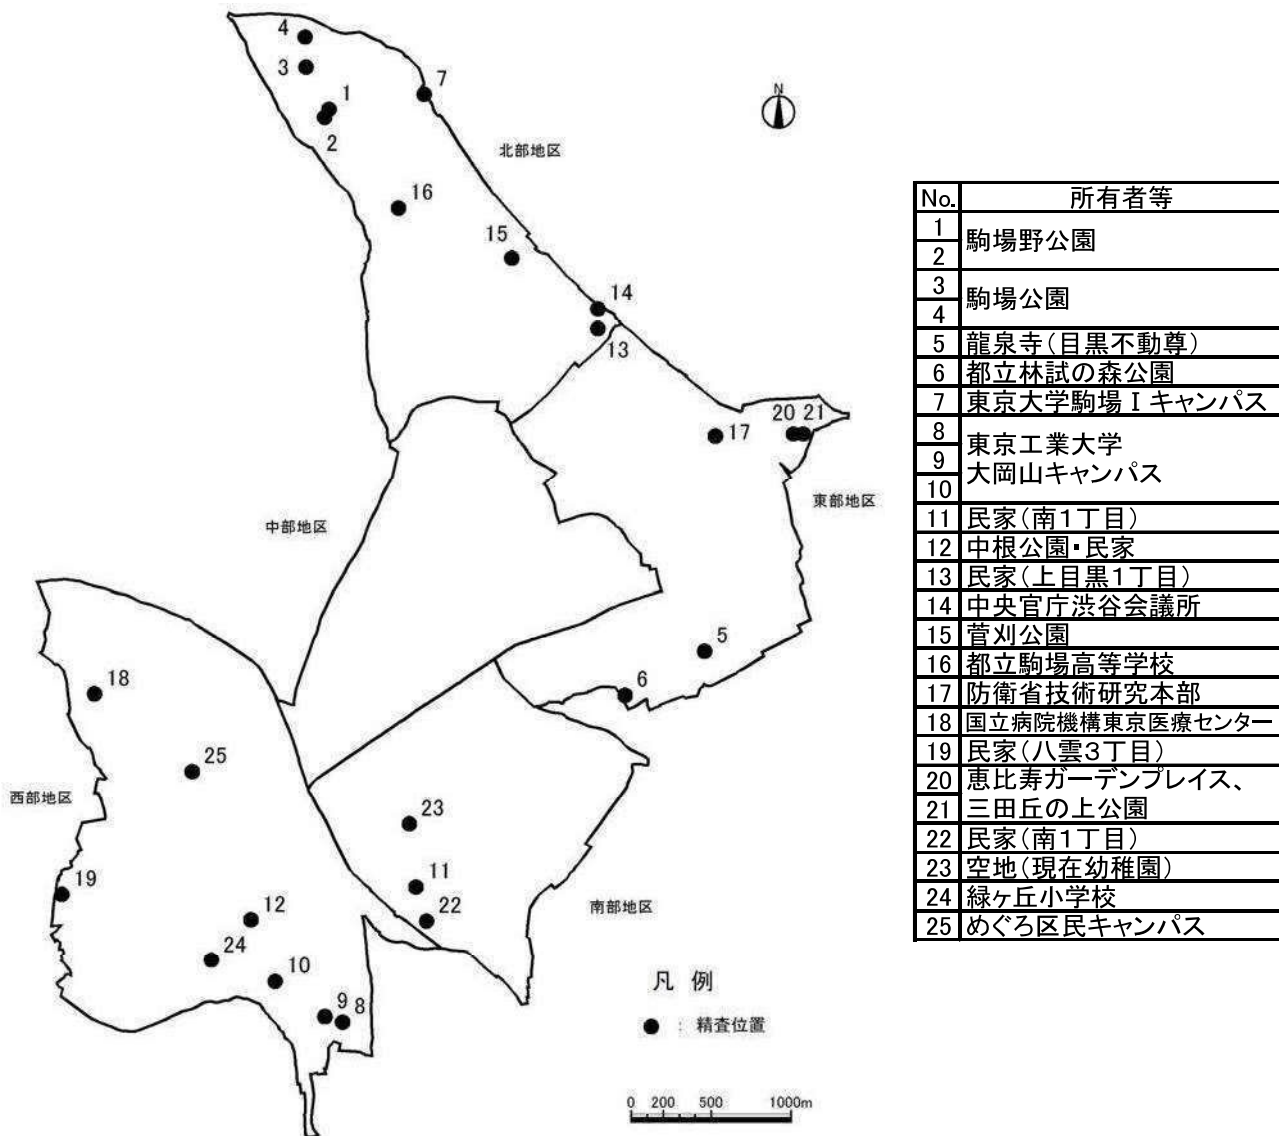 4
3
1
2
7
N
北部地区
16
15
14
13
20 21
17
中部地区
東部地区
5
6
18
25
西部地区
23
19
11
12
22
南部地区
24
10
9 8
凡 例
● : 精査位置
0 200 500 1000m
No. 所有者等
1
2
駒場野公園
3
4
駒場公園
5 龍泉寺(目黒不動尊)
6 都立林試の森公園
7 東京大学駒場Ⅰキャンパス
8
9
10
東京工業大学
大岡山キャンパス
11 民家(南1丁目)
12 中根公園・民家
13 民家(上目黒1丁目)
14 中央官庁渋谷会議所
15 菅刈公園
16 都立駒場高等学校
17 防衛省技術研究本部
18 国立病院機構東京医療センター
19 民家(八雲3丁目)
20 恵比寿ガーデンプレイス、
21 三田丘の上公園
22 民家(南1丁目)
23 空地(現在幼稚園)
24 緑ヶ丘小学校
25 めぐろ区民キャンパス